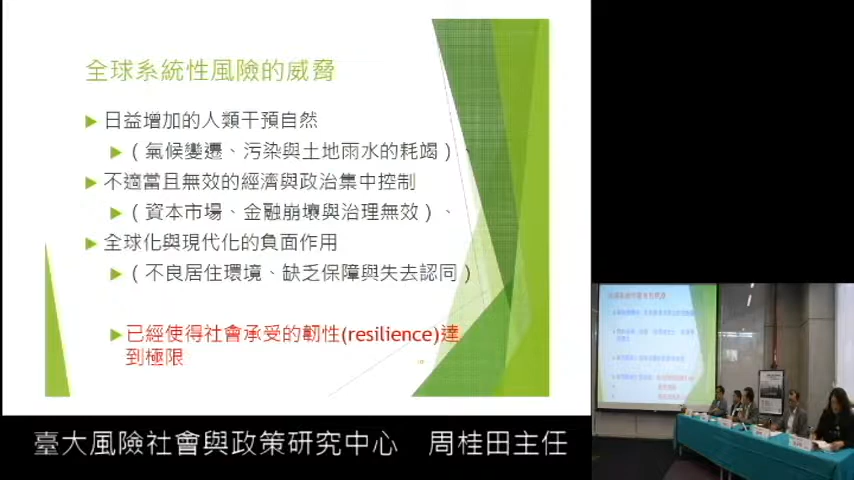 全球系統性風險的威脅
日益增加的人類干預自然
（氣候變遷、污染與土地雨水的耗竭）、
不適當且無效的經濟與政治集中控制
（資本市場、金融崩壞與治理無效）、
全球化與現代化的負面作用
（不良居住環境、缺乏保障與失去認同）
已經使得社會承受的韌性(resilience)達
到極限
臺大風險社會與政策研究中心 周桂田主任